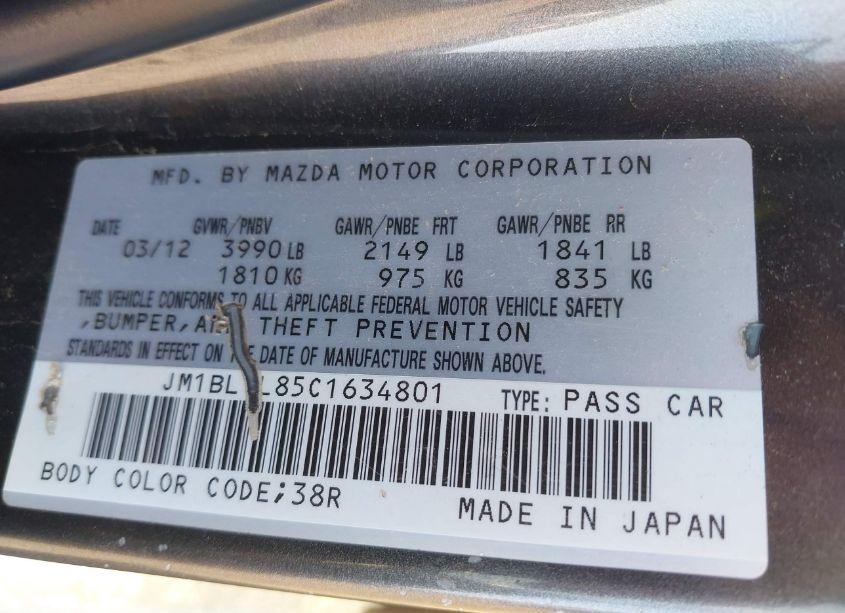 MFD. BY MAZDA MOTOR CORPORATION
DATE GVWR/PNBV GAWR/PNBE FRT GAWR/PNBE RR
03/12 3990 LB 2149 LB 1841 LB
1810 KG 975 KG 835 KG
THIS VEHICLE CONFORMS TO ALL APPLICABLE FEDERAL MOTOR VEHICLE SAFETY
,BUMPER, THEFT PREVENTION
STANDARDS IN EFFECT ON THE DATE OF MANUFACTURE SHOWN ABOVE.
TYPE: PASS CAR
BODY COLOR CODE;38R
MADE IN JAPAN